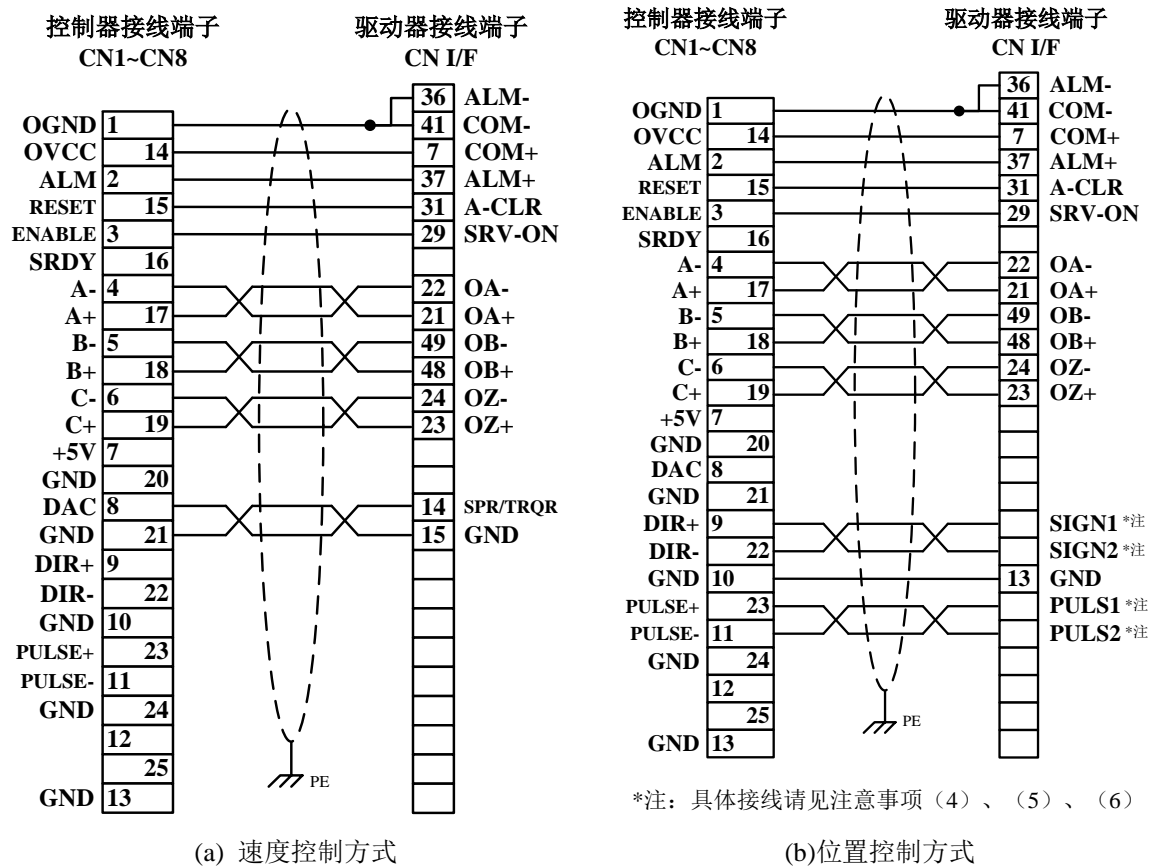 控制器接线端子
CN1~CN8
驱动器接线端子
CN I/F
36 ALM-
OGND 1 41 COM-
OVCC 14 7 COM+
ALM 2 37 ALM+
RESET 15 31 A-CLR
ENABLE 3 29 SRV-ON
SRDY 16
A- 4 22 OA-
A+ 17 21 OA+
B- 5 49 OB-
B+ 18 48 OB+
C- 6 24 OZ-
C+ 19 23 OZ+
+5V 7
GND 20
DAC 8 14 SPR/TRQR
GND 21 15 GND
DIR+ 9
DIR- 22
GND 10
PULSE+ 23
PULSE- 11
GND 24
12
25
GND 13
PE
(a) 速度控制方式
控制器接线端子
CN1~CN8
驱动器接线端子
CN I/F
36 ALM-
OGND 1 41 COM-
OVCC 14 7 COM+
ALM 2 37 ALM+
RESET 15 31 A-CLR
ENABLE 3 29 SRV-ON
SRDY 16
A- 4 22 OA-
A+ 17 21 OA+
B- 5 49 OB-
B+ 18 48 OB+
C- 6 24 OZ-
C+ 19 23 OZ+
+5V 7
GND 20
DAC 8
GND 21
DIR+ 9 SIGN1 *注
DIR- 22 SIGN2 *注
GND 10 13 GND
PULSE+ 23 PULS1 *注
PULSE- 11 PULS2 *注
GND 24
12
25
GND 13
PE
*注：具体接线请见注意事项（4）、（5）、（6）
(b)位置控制方式